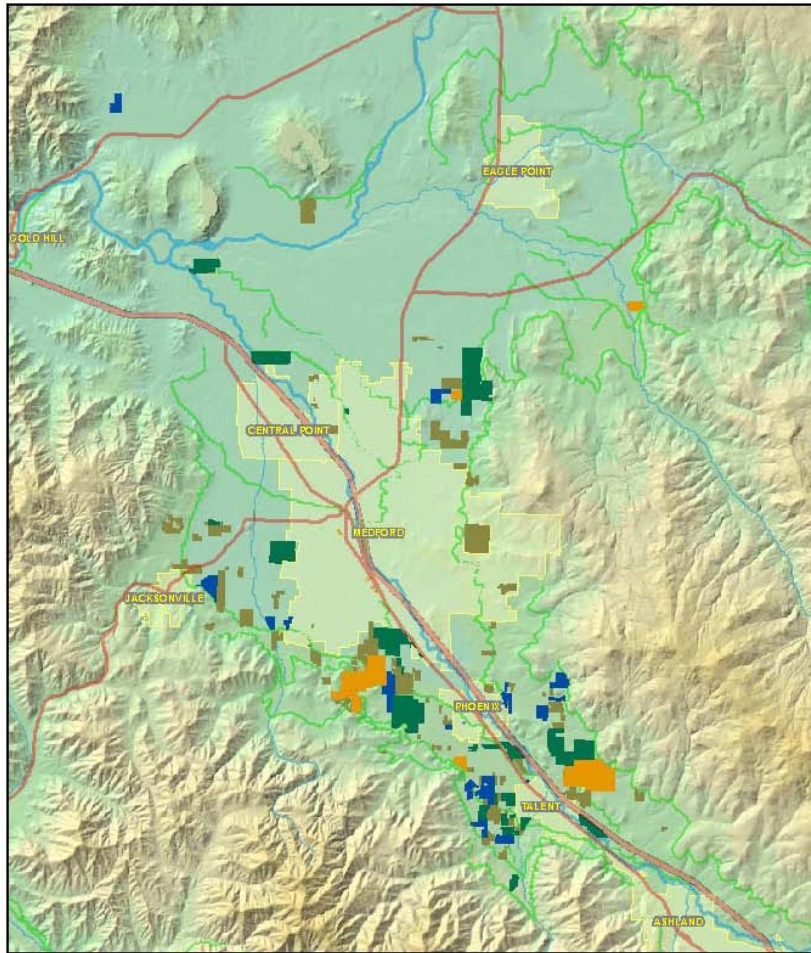 EAGLE POINT
GOLD HILL
CENTRAL POINT
MEDFORD
JACKSONVILLE
PHOENIX
TALENT
ASHLAND